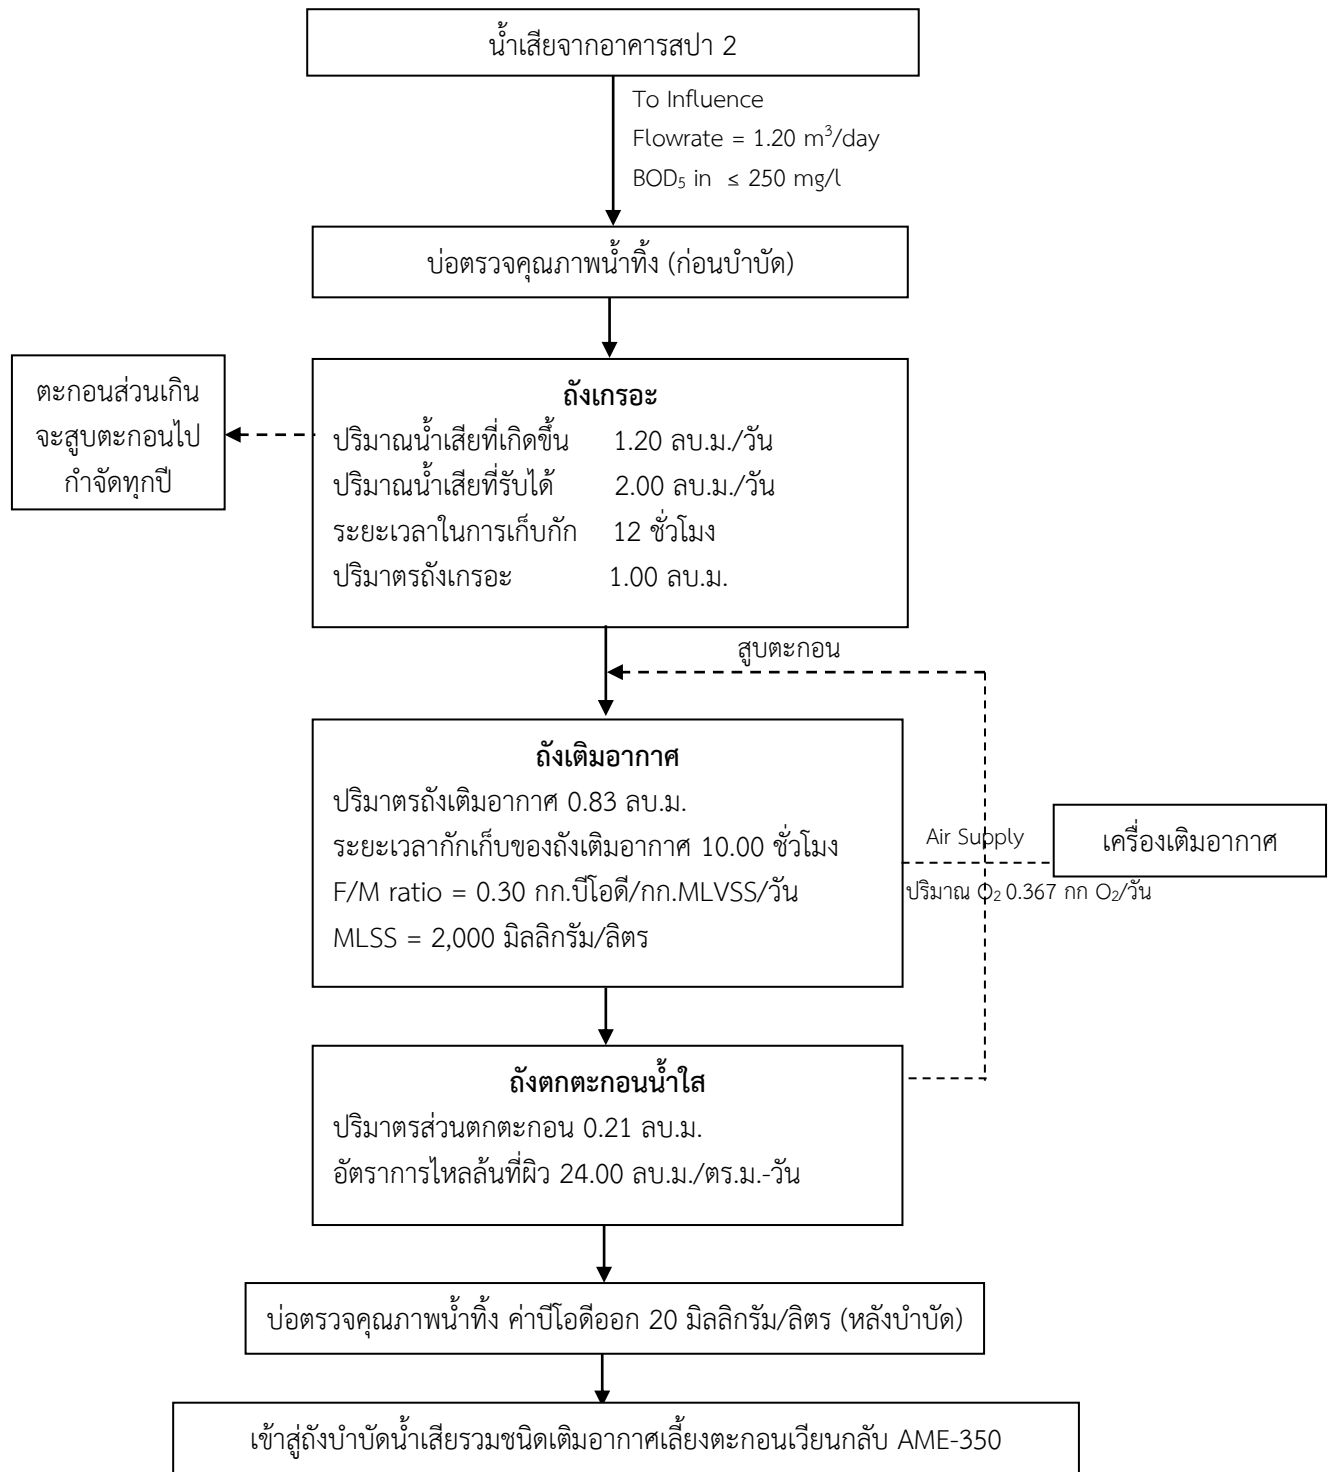 น้ำเสียจากอาคารสปา 2
To Influence
Flowrate = 1.20 m³/day
BOD₅ in ≤ 250 mg/l
บ่อตรวจคุณภาพน้ำทิ้ง (ก่อนบำบัด)
ตะกอนส่วนเกิน
จะสูบตะกอนไป
กำจัดทุกปี
ถังเกรอะ
ปริมาณน้ำเสียที่เกิดขึ้น 1.20 ลบ.ม./วัน
ปริมาณน้ำเสียที่รับได้ 2.00 ลบ.ม./วัน
ระยะเวลาในการเก็บกัก 12 ชั่วโมง
ปริมาตรถังเกรอะ 1.00 ลบ.ม.
สูบตะกอน
ถังเติมอากาศ
ปริมาตรถังเติมอากาศ 0.83 ลบ.ม.
ระยะเวลากักเก็บของถังเติมอากาศ 10.00 ชั่วโมง
F/M ratio = 0.30 กก.บีโอดี/กก.MLVSS/วัน
MLSS = 2,000 มิลลิกรัม/ลิตร
Air Supply
ปริมาณ O₂ 0.367 กก O₂/วัน
เครื่องเติมอากาศ
ถังตกตะกอนน้ำใส
ปริมาตรส่วนตกตะกอน 0.21 ลบ.ม.
อัตราการไหลล้นที่ผิว 24.00 ลบ.ม./ตร.ม.-วัน
บ่อตรวจคุณภาพน้ำทิ้ง ค่าบีโอดีออก 20 มิลลิกรัม/ลิตร (หลังบำบัด)
เข้าสู่ถังบำบัดน้ำเสียรวมชนิดเติมอากาศเลี้ยงตะกอนเวียนกลับ AME-350